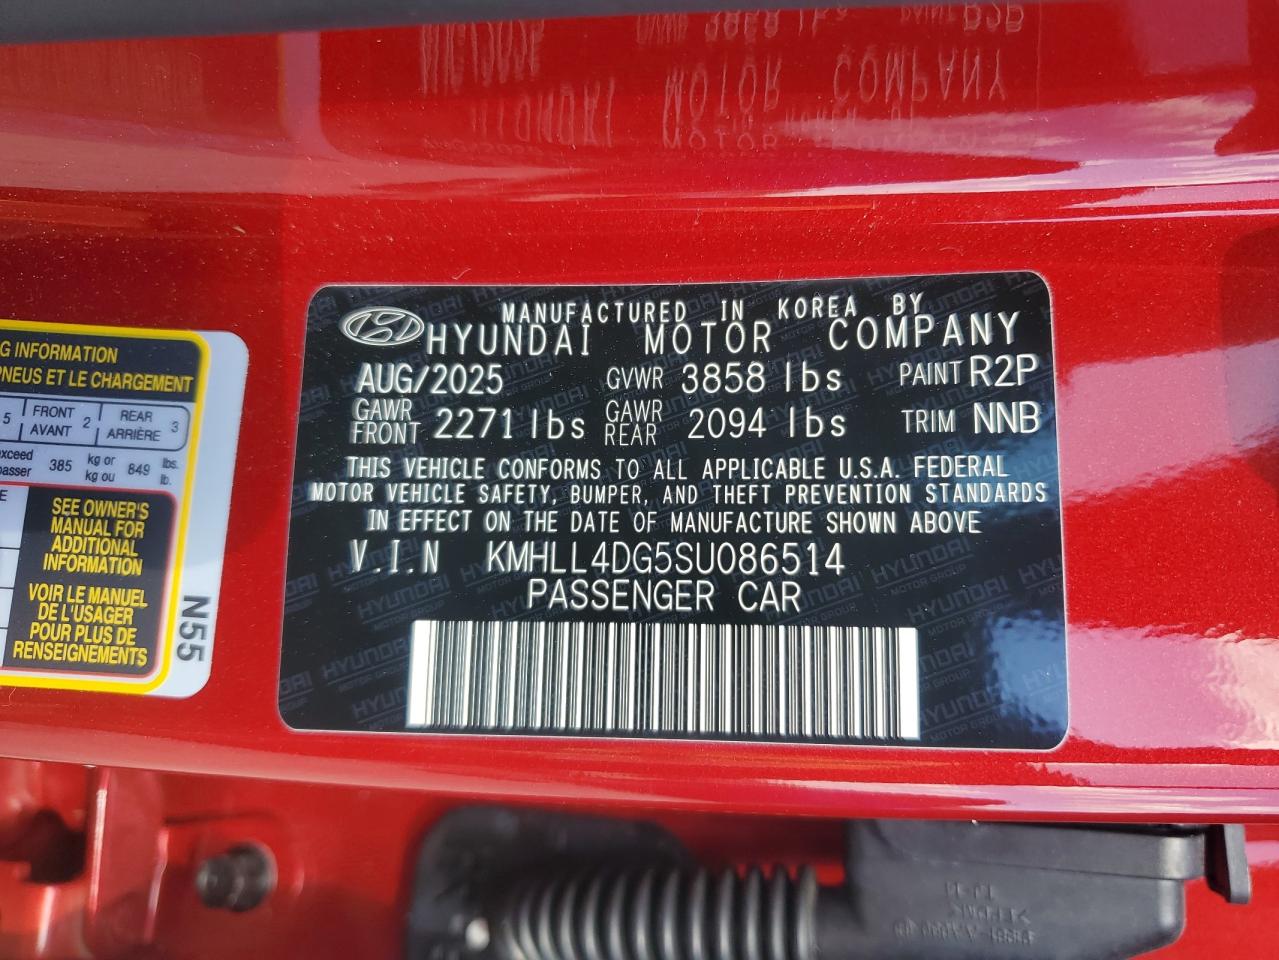 MANUFACTURED IN KOREA BY
HYUNDAI MOTOR COMPANY
AUG/2025 GVWR 3858 lbs PAINT R2P
GAWR FRONT 2271 lbs GAWR REAR 2094 lbs TRIM NNB
THIS VEHICLE CONFORMS TO ALL APPLICABLE U.S.A. FEDERAL
MOTOR VEHICLE SAFETY, BUMPER, AND THEFT PREVENTION STANDARDS
IN EFFECT ON THE DATE OF MANUFACTURE SHOWN ABOVE
V.I.N KMHLL4DG5SU086514
PASSENGER CAR
G INFORMATION
PNEUS ET LE CHARGEMENT
5 FRONT AVANT 2 REAR ARRIÈRE 3
exceed
passer 385 kg or kg ou 849 lbs. lb.
SEE OWNER'S
MANUAL FOR
ADDITIONAL
INFORMATION
VOIR LE MANUEL
DE L'USAGER
POUR PLUS DE
RENSEIGNEMENTS
N55